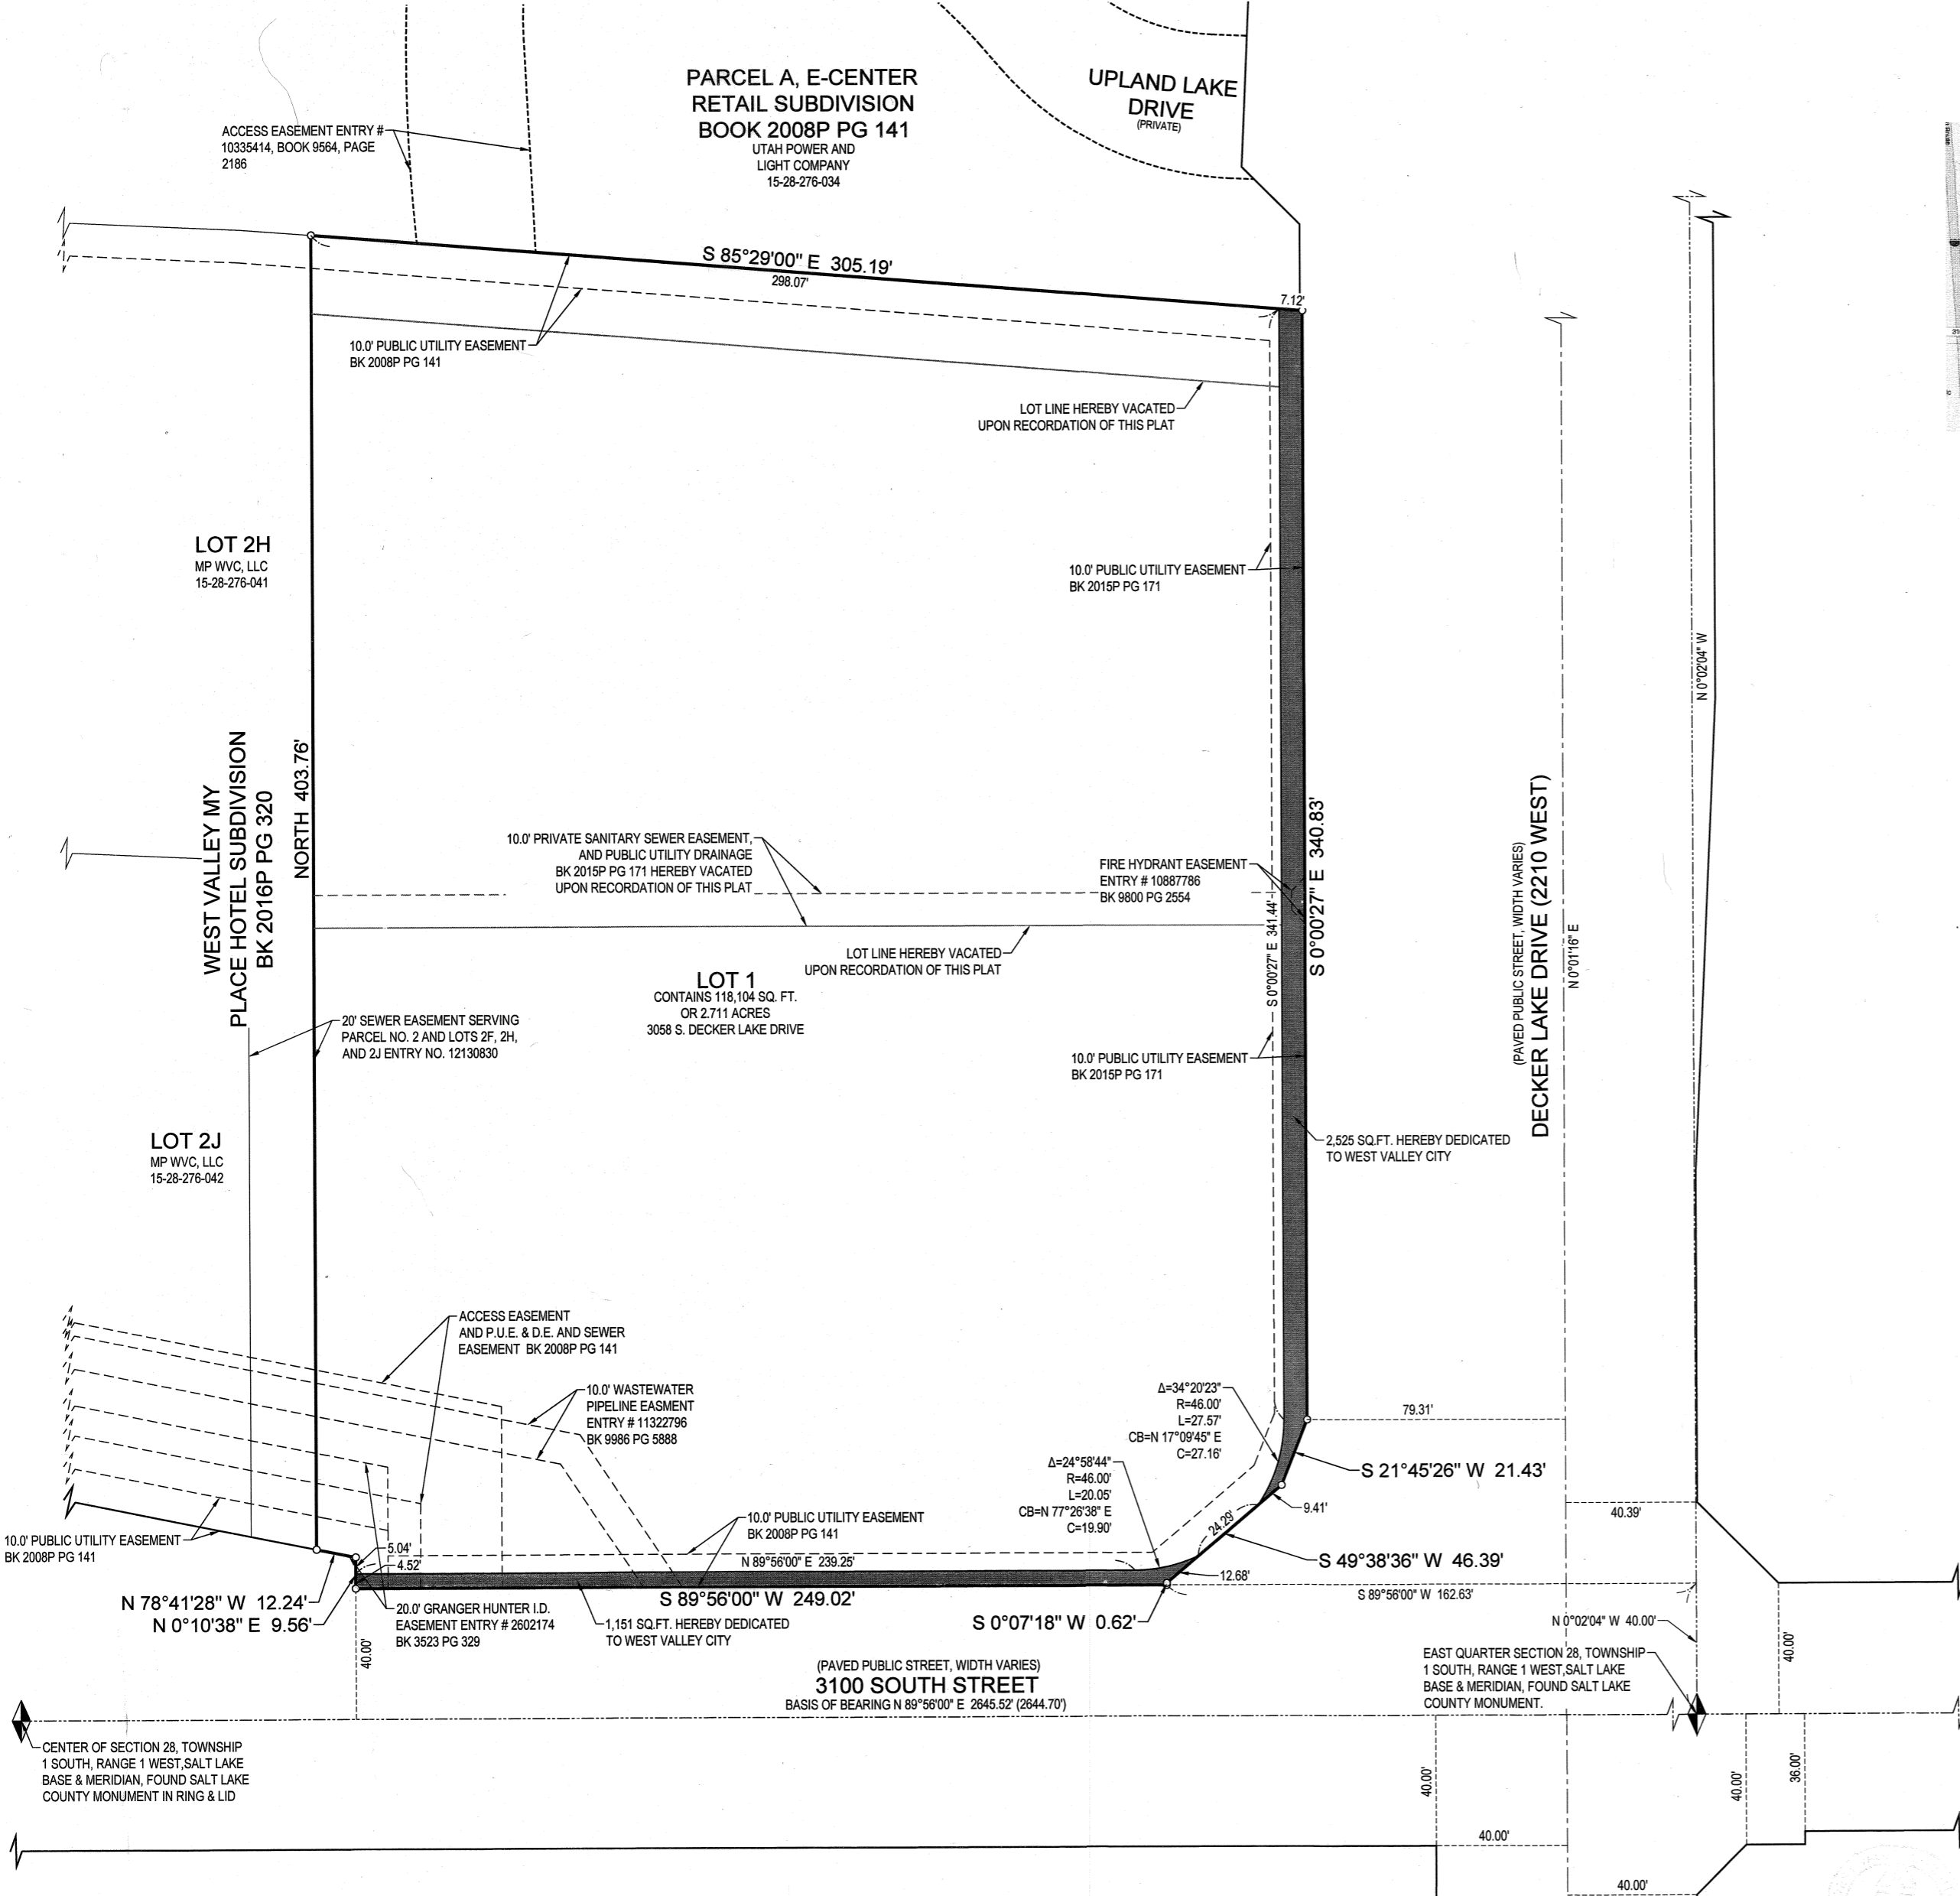 PARCEL A, E-CENTER
RETAIL SUBDIVISION
BOOK 2008P PG 141
UTAH POWER AND
LIGHT COMPANY
15-28-276-034
UPLAND LAKE
DRIVE
(PRIVATE)
ACCESS EASEMENT ENTRY #
10335414, BOOK 9564, PAGE
2186
S 85°29'00" E 305.19'
298.07'
7.12'
10.0' PUBLIC UTILITY EASEMENT
BK 2008P PG 141
LOT LINE HEREBY VACATED
UPON RECORDATION OF THIS PLAT
LOT 2H
MP WVC, LLC
15-28-276-041
10.0' PUBLIC UTILITY EASEMENT
BK 2015P PG 171
N 0°02'04" W
WEST VALLEY MY
PLACE HOTEL SUBDIVISION
BK 2016P PG 320
NORTH 403.76'
10.0' PRIVATE SANITARY SEWER EASEMENT,
AND PUBLIC UTILITY DRAINAGE
BK 2015P PG 171 HEREBY VACATED
UPON RECORDATION OF THIS PLAT
FIRE HYDRANT EASEMENT
ENTRY # 10887786
BK 9800 PG 2554
S 0°00'27" E 341.44'
S 0°00'27" E 340.83'
(PAVED PUBLIC STREET, WIDTH VARIES)
DECKER LAKE DRIVE (2210 WEST)
N 0°01'16" E
LOT LINE HEREBY VACATED
UPON RECORDATION OF THIS PLAT
LOT 1
CONTAINS 118,104 SQ. FT.
OR 2.711 ACRES
3058 S. DECKER LAKE DRIVE
20' SEWER EASEMENT SERVING
PARCEL NO. 2 AND LOTS 2F, 2H,
AND 2J ENTRY NO. 12130830
10.0' PUBLIC UTILITY EASEMENT
BK 2015P PG 171
LOT 2J
MP WVC, LLC
15-28-276-042
2,525 SQ.FT. HEREBY DEDICATED
TO WEST VALLEY CITY
ACCESS EASEMENT
AND P.U.E. & D.E. AND SEWER
EASEMENT BK 2008P PG 141
10.0' WASTEWATER
PIPELINE EASMENT
ENTRY # 11322796
BK 9986 PG 5888
Δ=34°20'23"
R=46.00'
L=27.57'
CB=N 17°09'45" E
C=27.16'
79.31'
Δ=24°58'44"
R=46.00'
L=20.05'
CB=N 77°26'38" E
C=19.90'
S 21°45'26" W 21.43'
9.41'
40.39'
24.29'
10.0' PUBLIC UTILITY EASEMENT
BK 2008P PG 141
10.0' PUBLIC UTILITY EASEMENT
BK 2008P PG 141
5.04'
4.52'
N 89°56'00" E 239.25'
S 49°38'36" W 46.39'
12.68'
N 78°41'28" W 12.24'
N 0°10'38" E 9.56'
S 89°56'00" W 249.02'
S 89°56'00" W 162.63'
20.0' GRANGER HUNTER I.D.
EASEMENT ENTRY # 2602174
BK 3523 PG 329
1,151 SQ.FT. HEREBY DEDICATED
TO WEST VALLEY CITY
S 0°07'18" W 0.62'
N 0°02'04" W 40.00'
40.00'
40.00'
EAST QUARTER SECTION 28, TOWNSHIP
1 SOUTH, RANGE 1 WEST,SALT LAKE
BASE & MERIDIAN, FOUND SALT LAKE
COUNTY MONUMENT.
(PAVED PUBLIC STREET, WIDTH VARIES)
3100 SOUTH STREET
BASIS OF BEARING N 89°56'00" E 2645.52' (2644.70')
CENTER OF SECTION 28, TOWNSHIP
1 SOUTH, RANGE 1 WEST,SALT LAKE
BASE & MERIDIAN, FOUND SALT LAKE
COUNTY MONUMENT IN RING & LID
40.00'
40.00'
36.00'
40.00'
40.00'